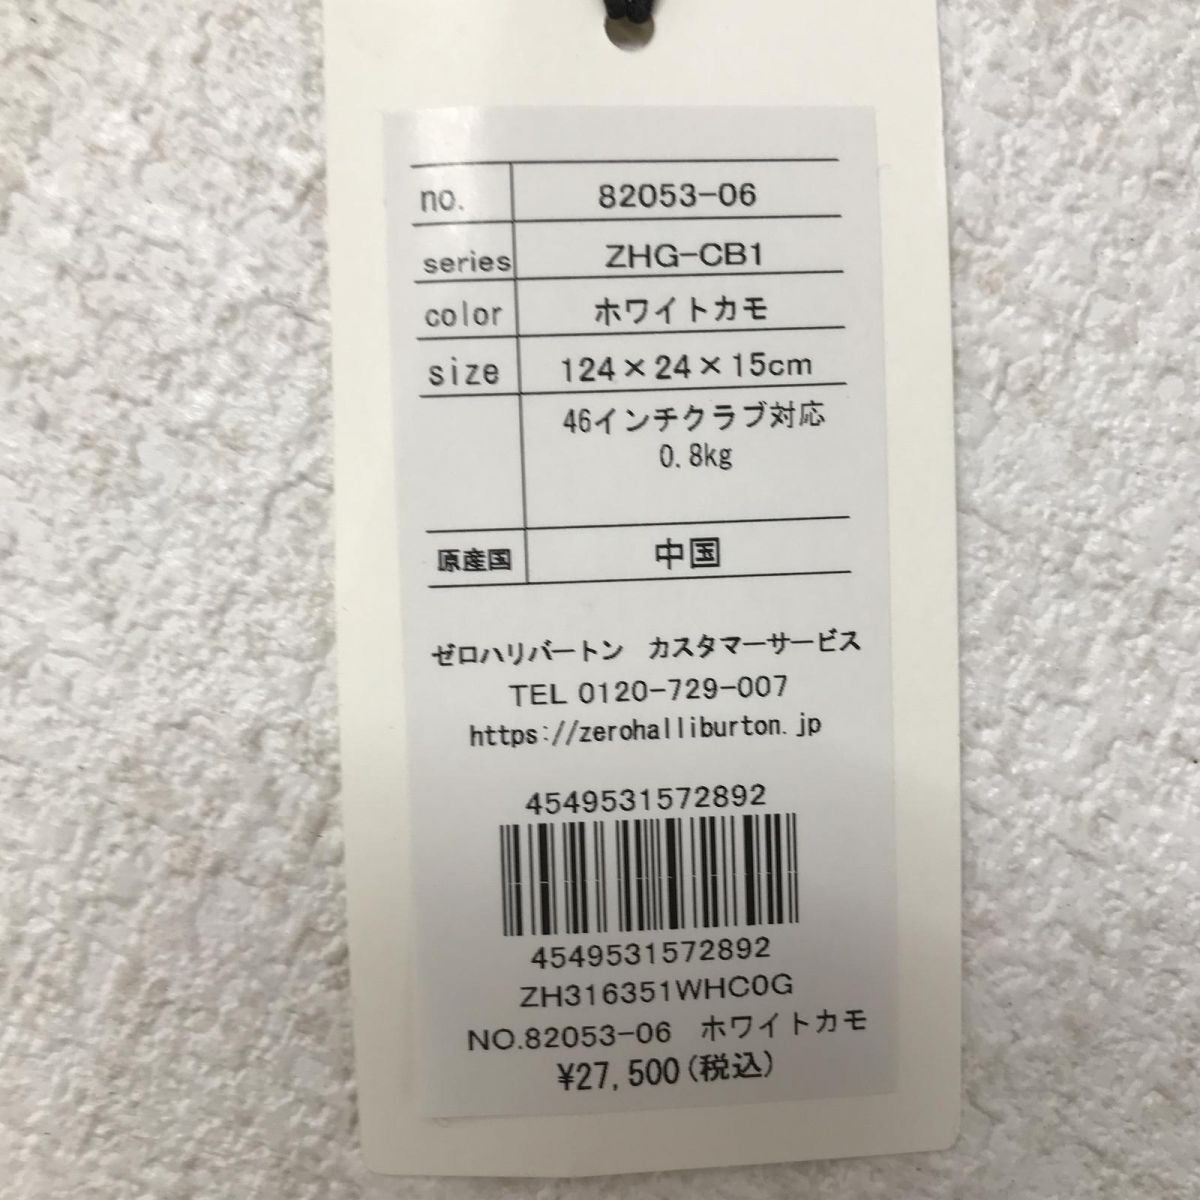 no. 82053-06
series ZHG-CB1
color ホワイトカモ
size 124×24×15cm
46インチクラブ対応
0.8kg
原産国 中国
ゼロハリバートン カスタマーサービス
TEL 0120-729-007
https://zerohalliburton.jp
4549531572892
4549531572892
ZH316351WHC0G
NO.82053-06 ホワイトカモ
¥27,500(税込)